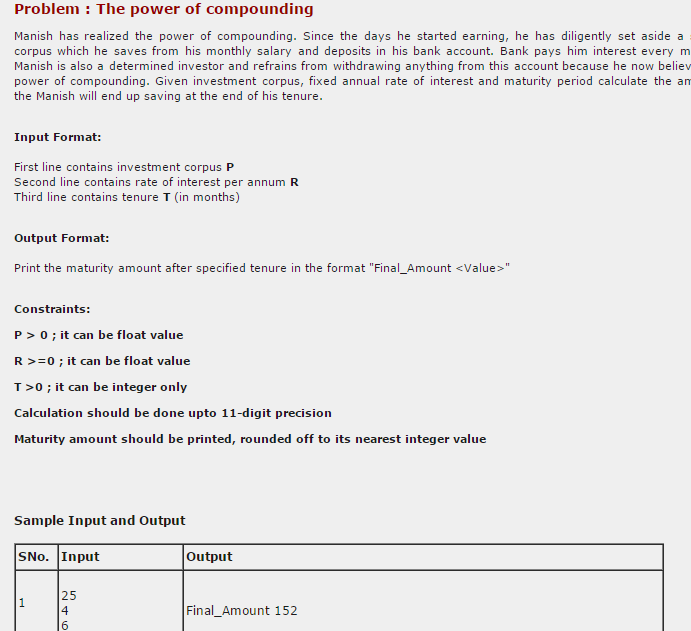 Problem : The power of compounding
Manish has realized the power of compounding. Since the days he started earning, he has diligently set aside a
corpus which he saves from his monthly salary and deposits in his bank account. Bank pays him interest every m
Manish is also a determined investor and refrains from withdrawing anything from this account because he now believ
power of compounding. Given investment corpus, fixed annual rate of interest and maturity period calculate the am
the Manish will end up saving at the end of his tenure.
Input Format:
First line contains investment corpus P
Second line contains rate of interest per annum R
Third line contains tenure T (in months)
Output Format:
Print the maturity amount after specified tenure in the format "Final_Amount <Value>"
Constraints:
P > 0 ; it can be float value
R >=0 ; it can be float value
T >0 ; it can be integer only
Calculation should be done upto 11-digit precision
Maturity amount should be printed, rounded off to its nearest integer value
Sample Input and Output
SNo. Input Output
1 25 4 6 Final_Amount 152